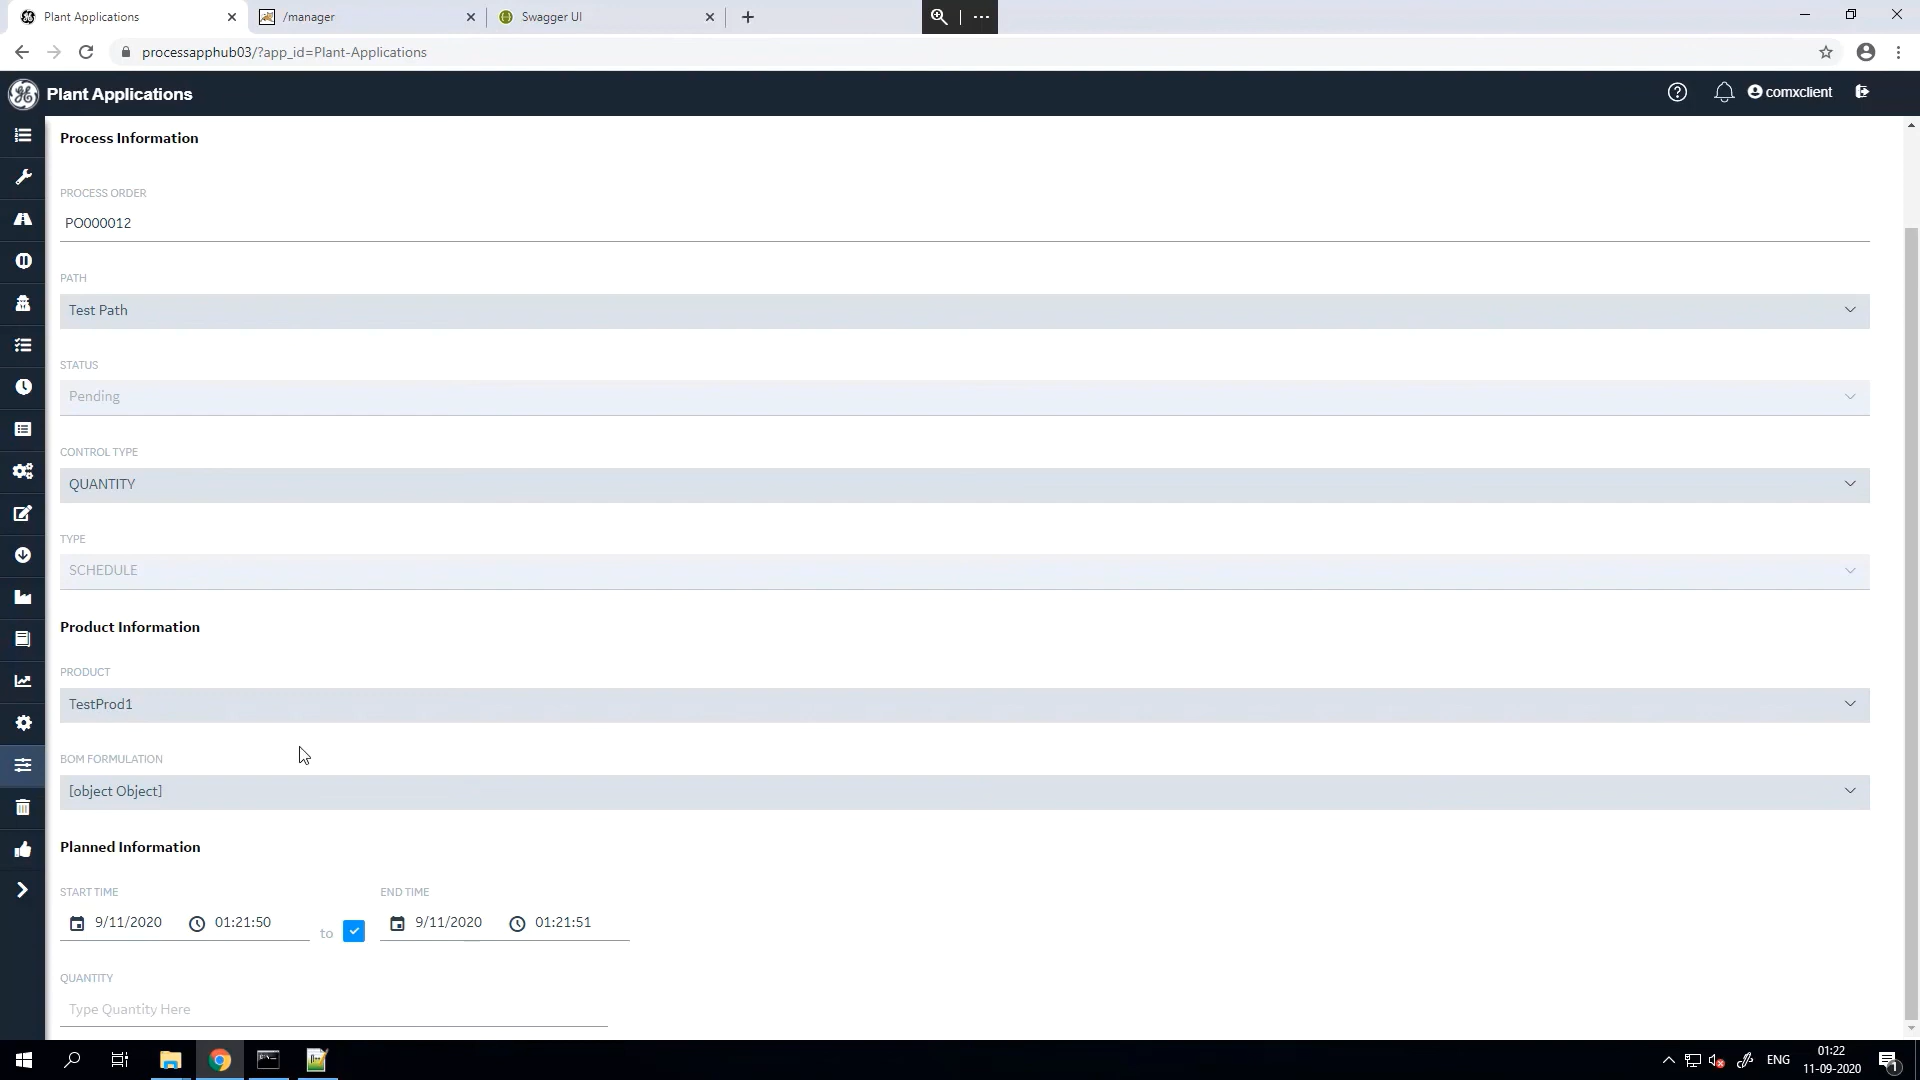 Plant Applications
/manager
Swagger UI
processapphub03/?app_id=Plant-Applications
Plant Applications
comxclient
Process Information
PROCESS ORDER
PO000012
PATH
Test Path
STATUS
Pending
CONTROL TYPE
QUANTITY
TYPE
SCHEDULE
Product Information
PRODUCT
TestProd1
BOM FORMULATION
[object Object]
Planned Information
START TIME
END TIME
9/11/2020 01:21:50 to 9/11/2020 01:21:51
QUANTITY
Type Quantity Here
ENG
01:22
11-09-2020
1